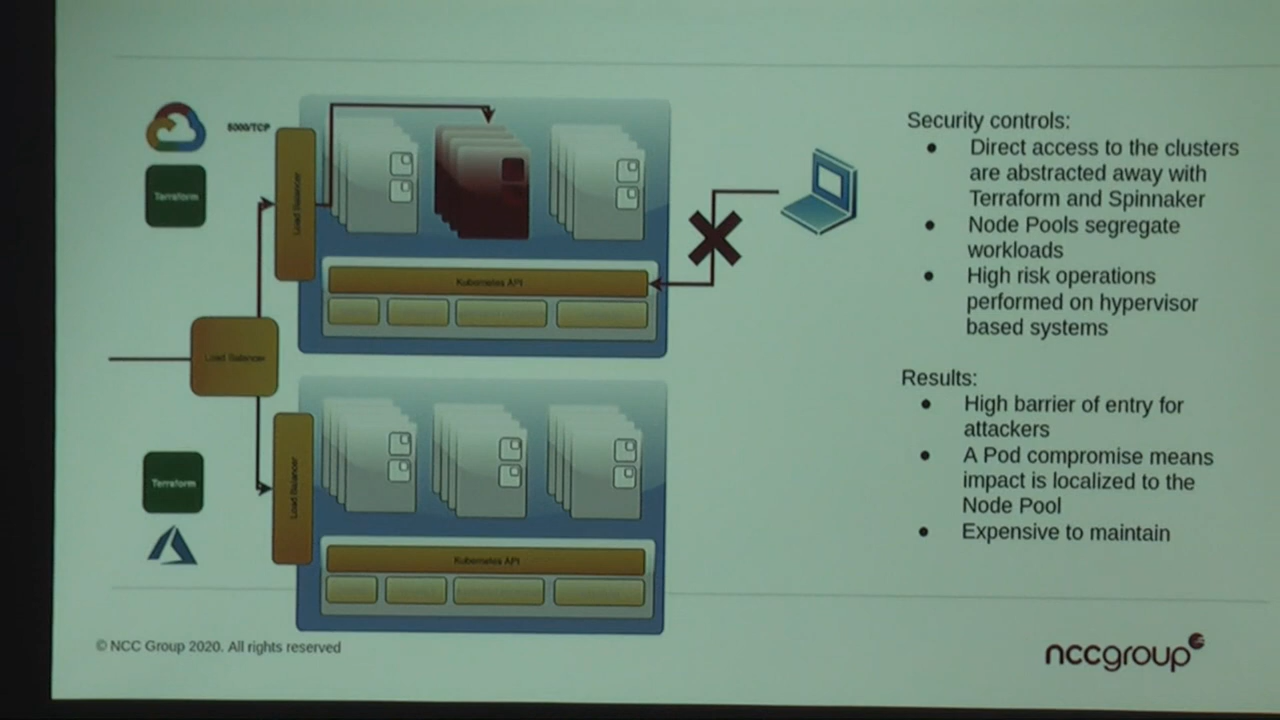 5000/TCP
Terraform
Load Balancer
Kubernetes API
Load Balancer
Terraform
Load Balancer
Kubernetes API
Security controls:
● Direct access to the clusters
are abstracted away with
Terraform and Spinnaker
● Node Pools segregate
workloads
● High risk operations
performed on hypervisor
based systems
Results:
● High barrier of entry for
attackers
● A Pod compromise means
impact is localized to the
Node Pool
● Expensive to maintain
© NCC Group 2020. All rights reserved
nccgroup